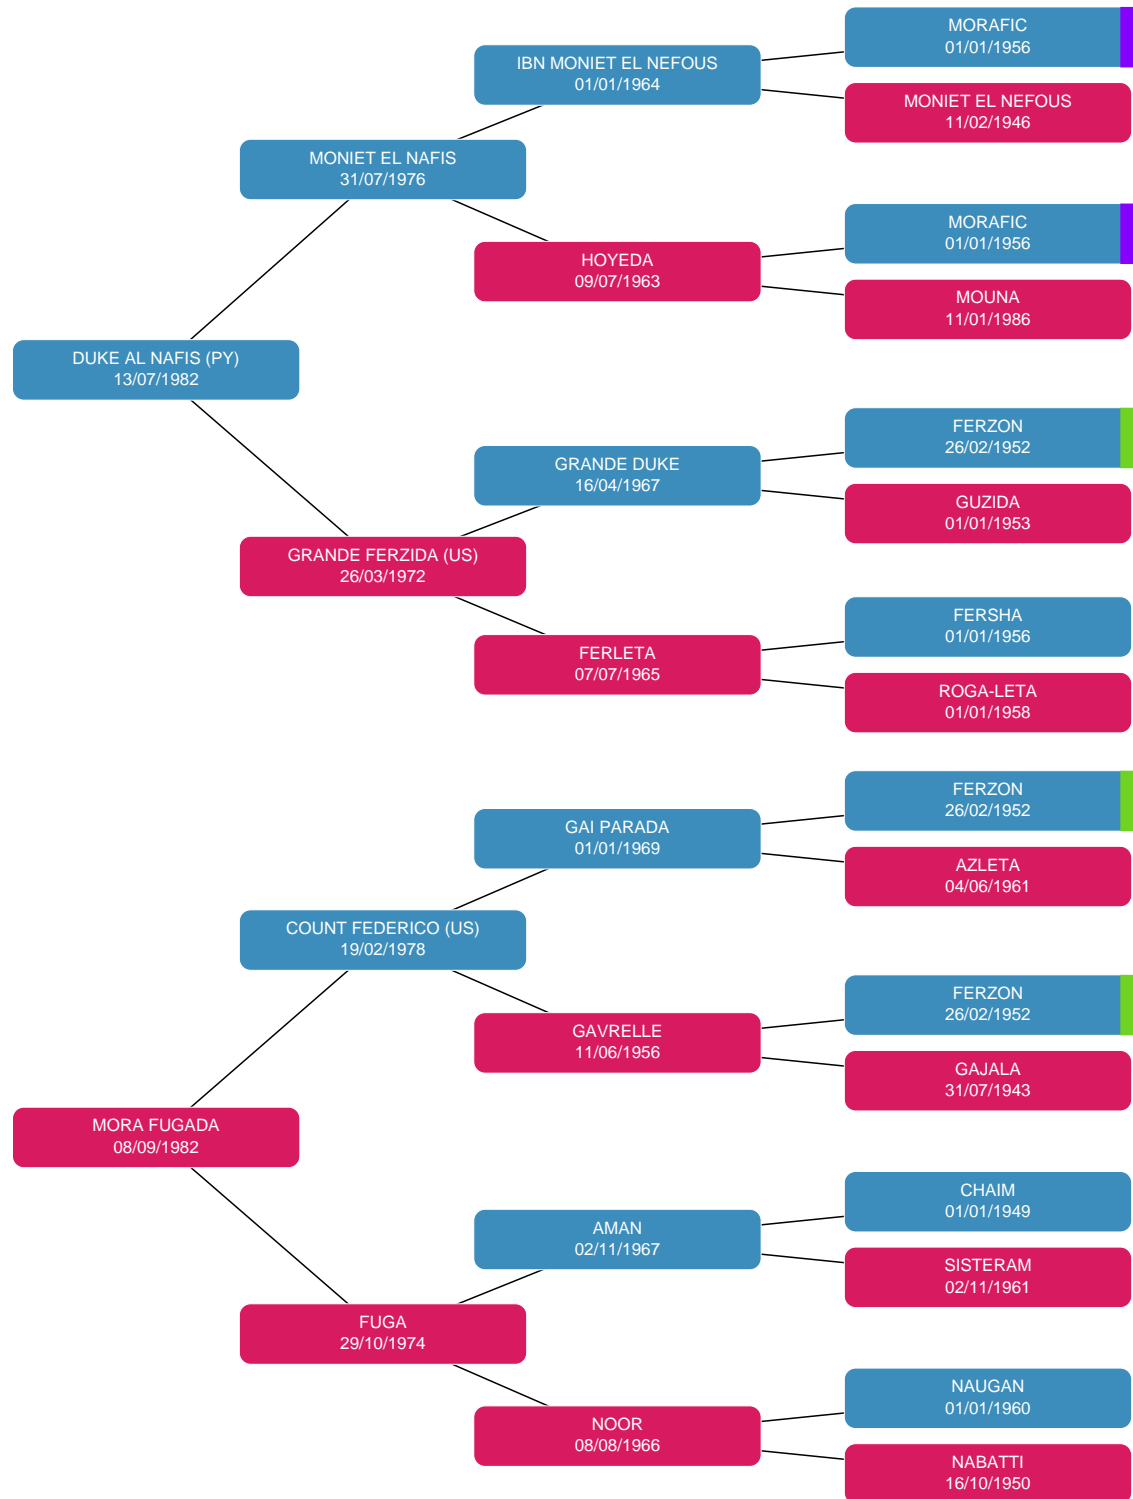 MORAFIC
01/01/1956
IBN MONIET EL NEFOUS
01/01/1964
MONIET EL NEFOUS
11/02/1946
MONIET EL NAFIS
31/07/1976
MORAFIC
01/01/1956
HOYEDA
09/07/1963
MOUNA
11/01/1986
DUKE AL NAFIS (PY)
13/07/1982
FERZON
26/02/1952
GRANDE DUKE
16/04/1967
GUZIDA
01/01/1953
GRANDE FERZIDA (US)
26/03/1972
FERSHA
01/01/1956
FERLETA
07/07/1965
ROGA-LETA
01/01/1958
FERZON
26/02/1952
GAI PARADA
01/01/1969
AZLETA
04/06/1961
COUNT FEDERICO (US)
19/02/1978
FERZON
26/02/1952
GAVRELLE
11/06/1956
GAJALA
31/07/1943
MORA FUGADA
08/09/1982
CHAIM
01/01/1949
AMAN
02/11/1967
SISTERAM
02/11/1961
FUGA
29/10/1974
NAUGAN
01/01/1960
NOOR
08/08/1966
NABATTI
16/10/1950